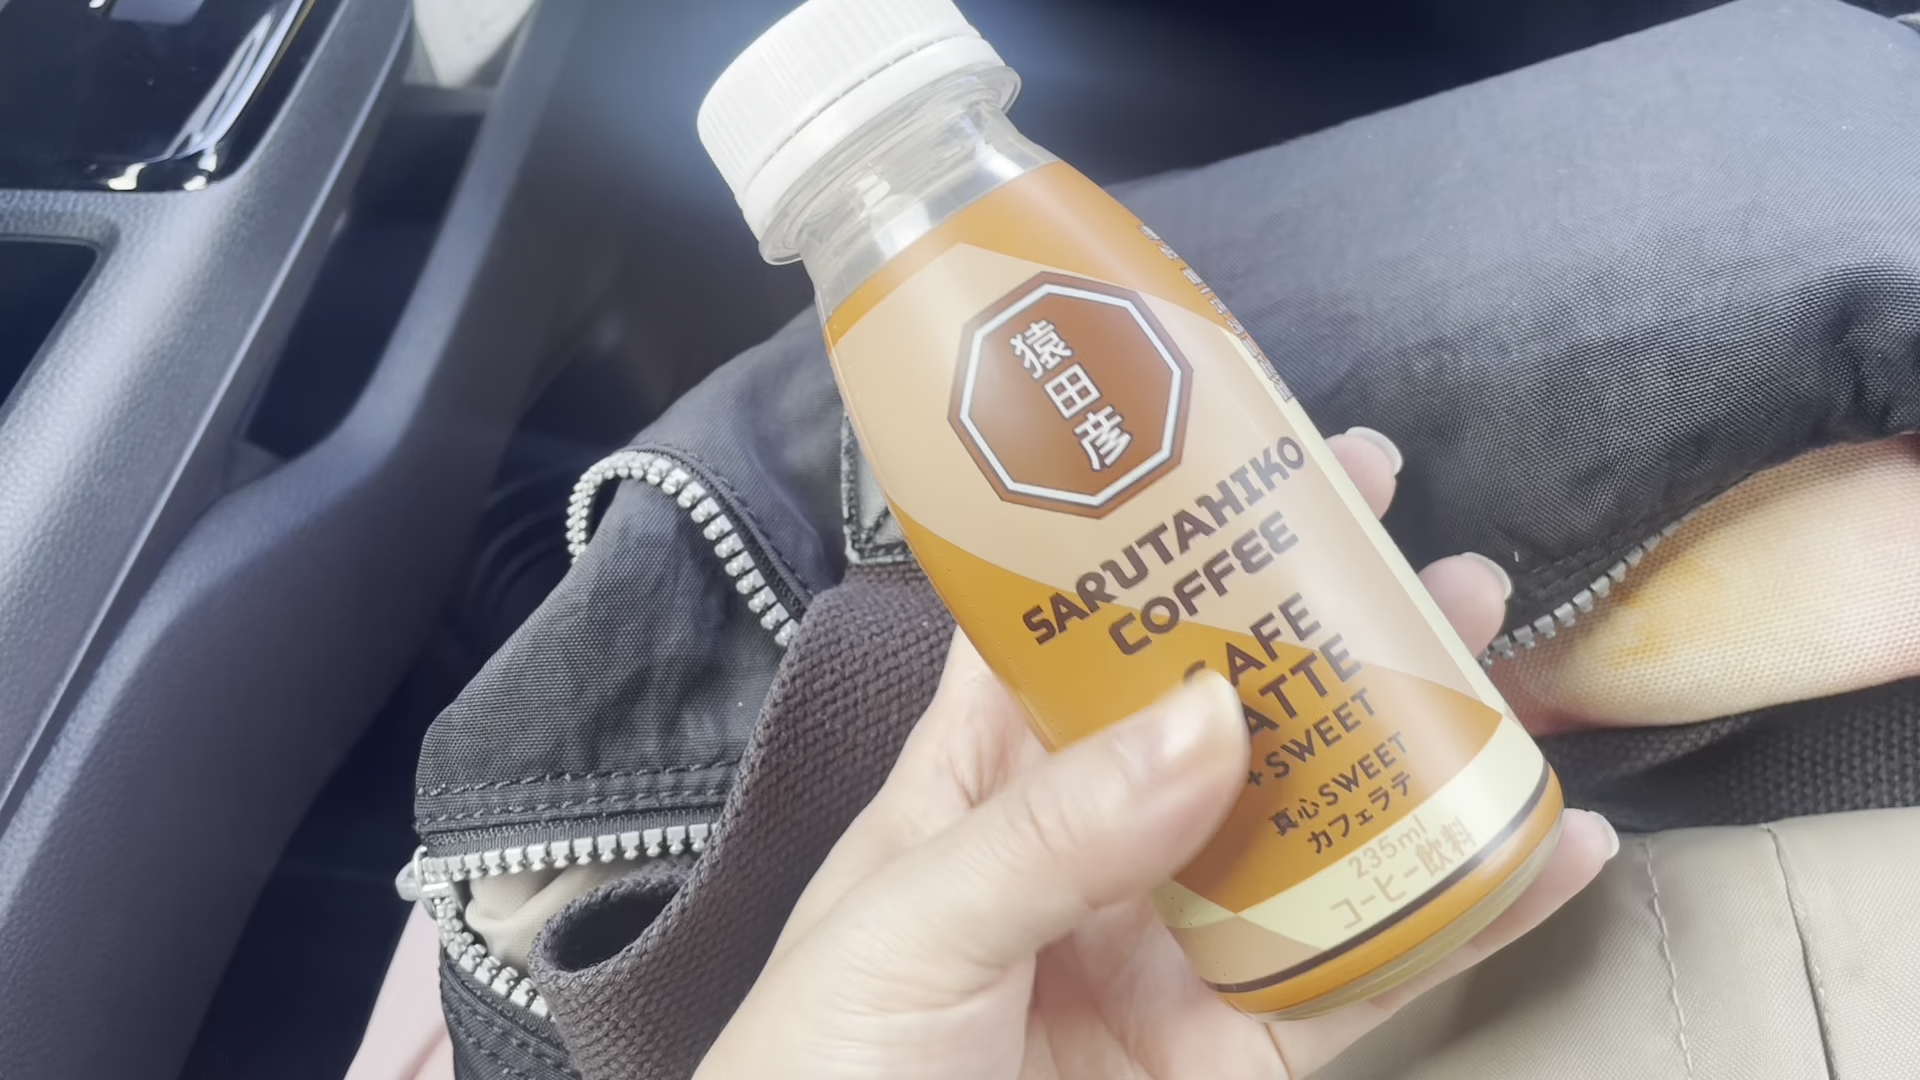 猿田彦
SARUTAHIKO
COFFEE
CAFE
ATTE
+SWEET
真心SWEET
カフェラテ
235ml
コーヒー飲料